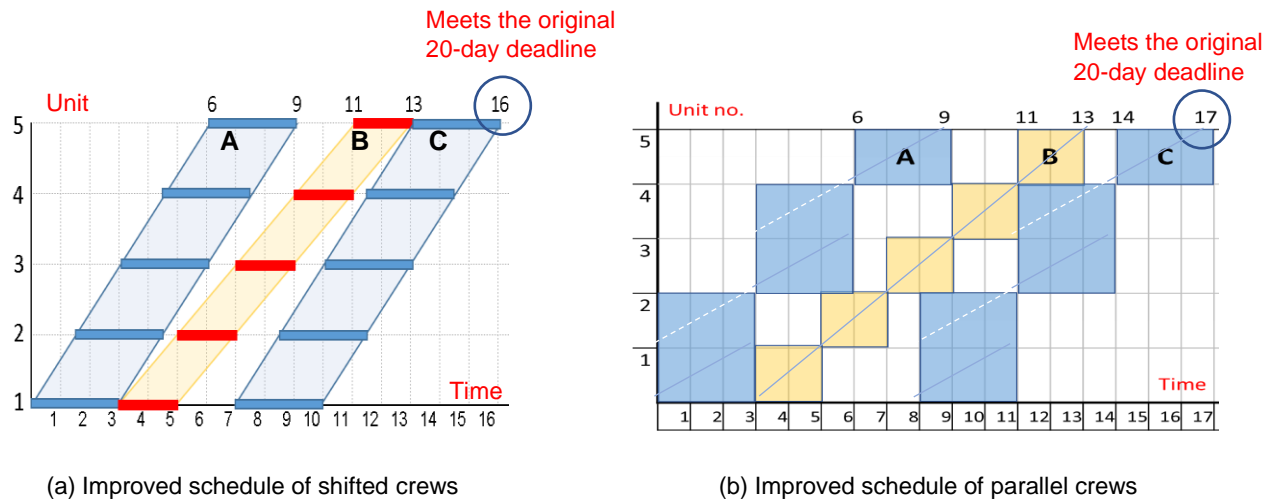 Meets the original
20-day deadline
Unit
6 9 11 13 16
5
A B C
4
3
2
Time
1
1 2 3 4 5 6 7 8 9 10 11 12 13 14 15 16
(a) Improved schedule of shifted crews
Meets the original
20-day deadline
Unit no.
6 9 11 13 14 17
5
A B C
4
3
2
1
Time
1 2 3 4 5 6 7 8 9 10 11 12 13 14 15 16 17
(b) Improved schedule of parallel crews